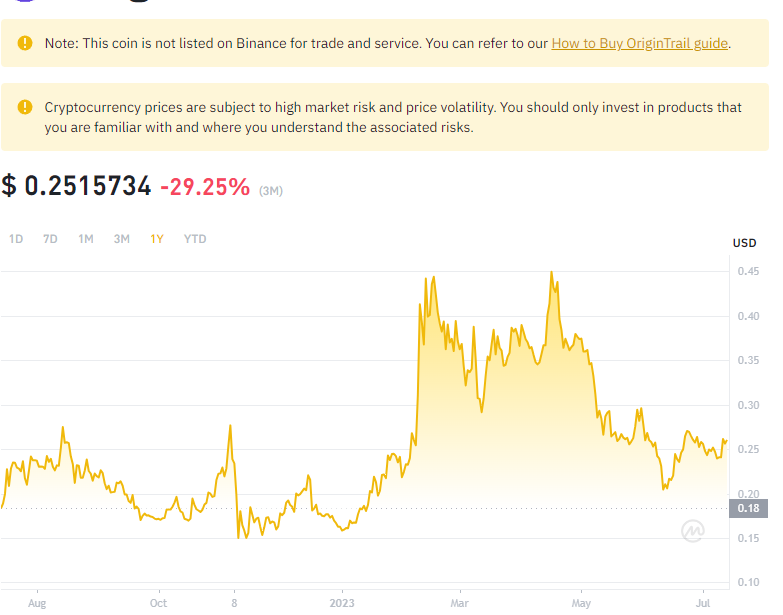 Note: This coin is not listed on Binance for trade and service. You can refer to our How to Buy OriginTrail guide.
Cryptocurrency prices are subject to high market risk and price volatility. You should only invest in products that
you are familiar with and where you understand the associated risks.
$ 0.2515734 -29.25% (3M)
1D 7D 1M 3M 1Y YTD
USD
0.45
0.40
0.35
0.30
0.25
0.20
0.18
0.15
0.10
Aug Oct 8 2023 Mar May Jul